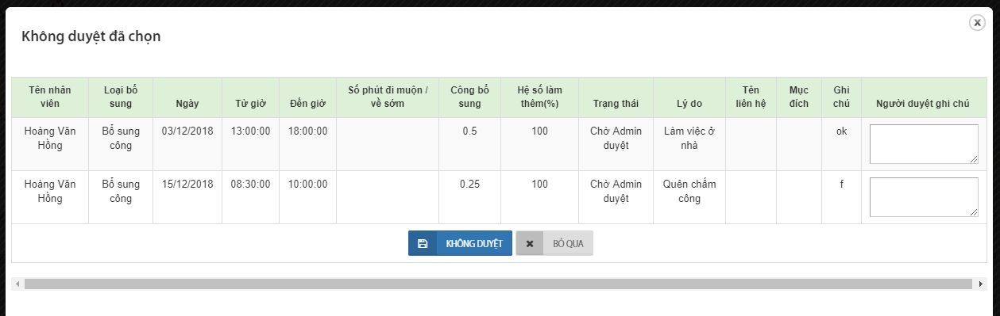 Không duyệt đã chọn
Tên nhân viên Loại bổ sung Ngày Từ giờ Đến giờ Số phút đi muộn / về sớm Công bổ sung Hệ số làm thêm(%) Trạng thái Lý do Tên liên hệ Mục đích Ghi chú Người duyệt ghi chú
Hoàng Văn Hồng Bổ sung công 03/12/2018 13:00:00 18:00:00 0.5 100 Chờ Admin duyệt Làm việc ở nhà ok
Hoàng Văn Hồng Bổ sung công 15/12/2018 08:30:00 10:00:00 0.25 100 Chờ Admin duyệt Quên chấm công f
KHÔNG DUYỆT BỎ QUA